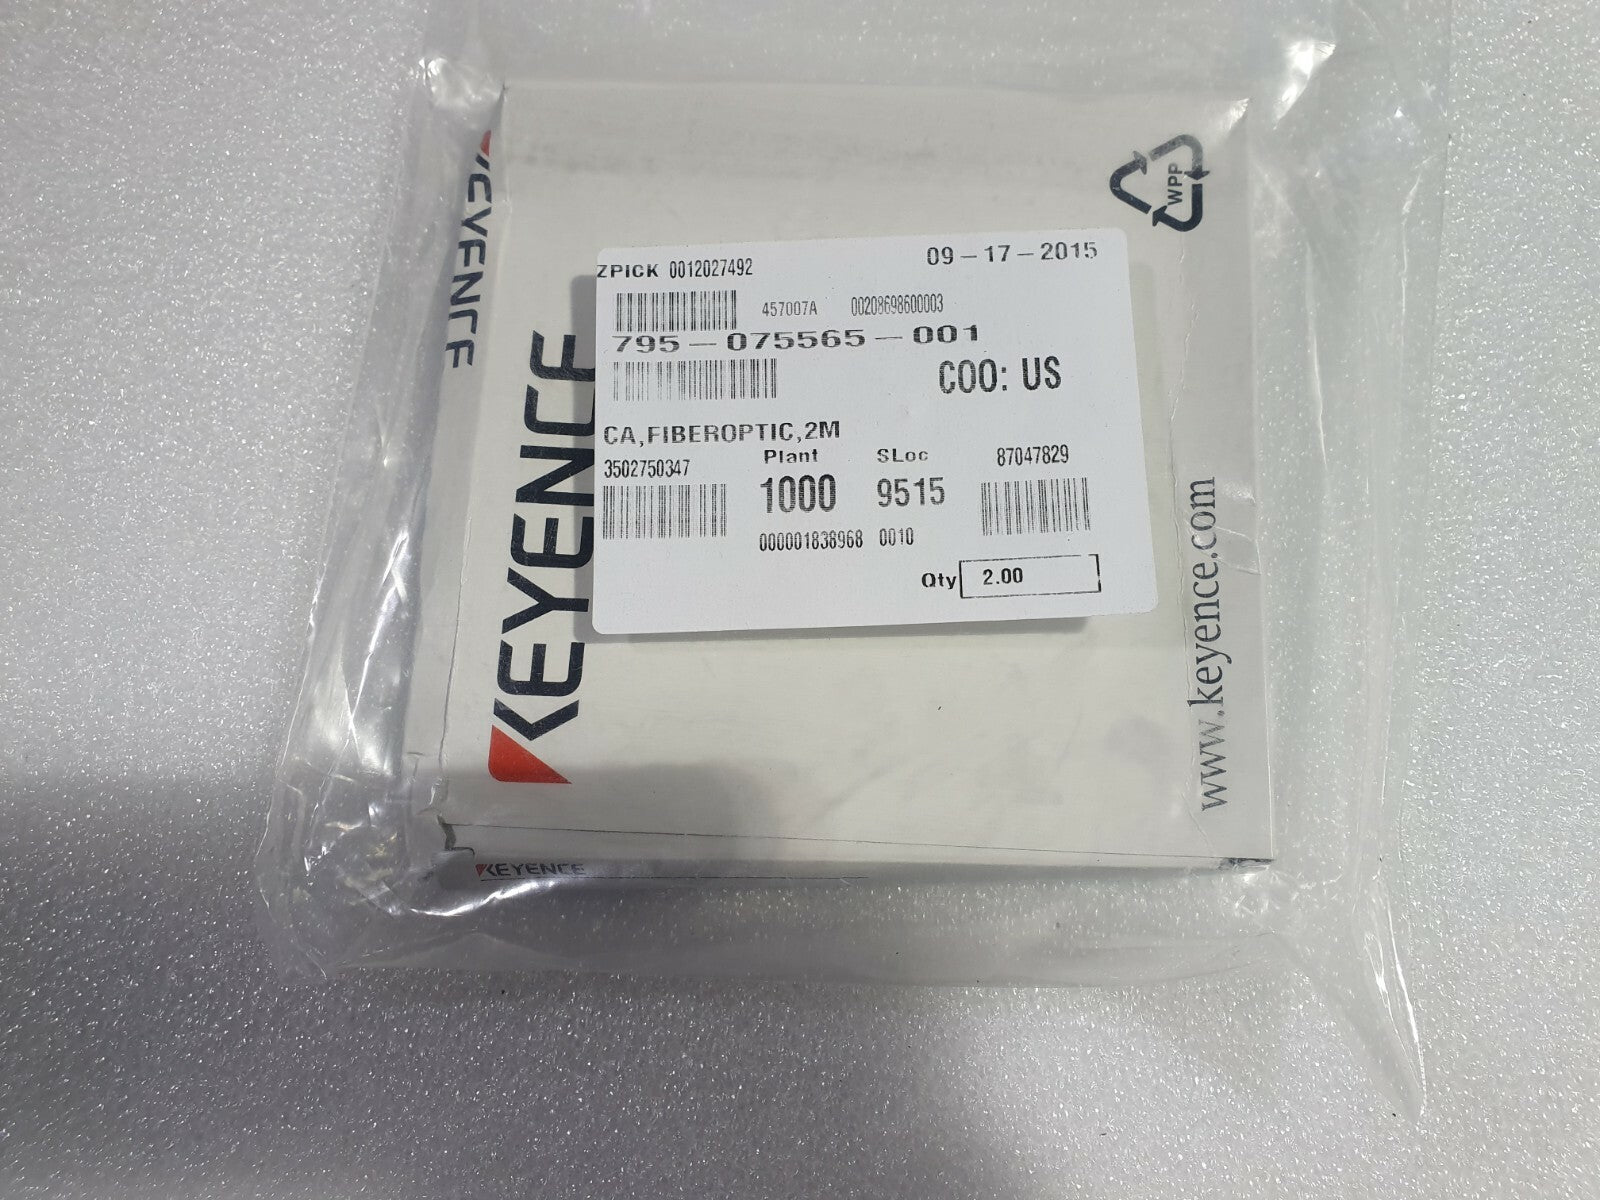 KEYENCE
WPP
KEYENCE
ZPICK 0012027492
09-17-2015
457007A 00208698600003
795-075565-001
COO: US
CA,FIBEROPTIC,2M
3502750347
Plant SLoc
87047829
1000 9515
000001838968 0010
Qty 2.00
www.keyence.com
KEYENCE